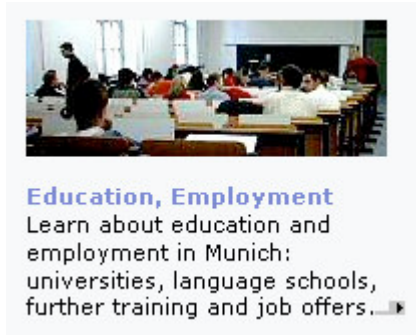 Education, Employment
Learn about education and
employment in Munich:
universities, language schools,
further training and job offers.